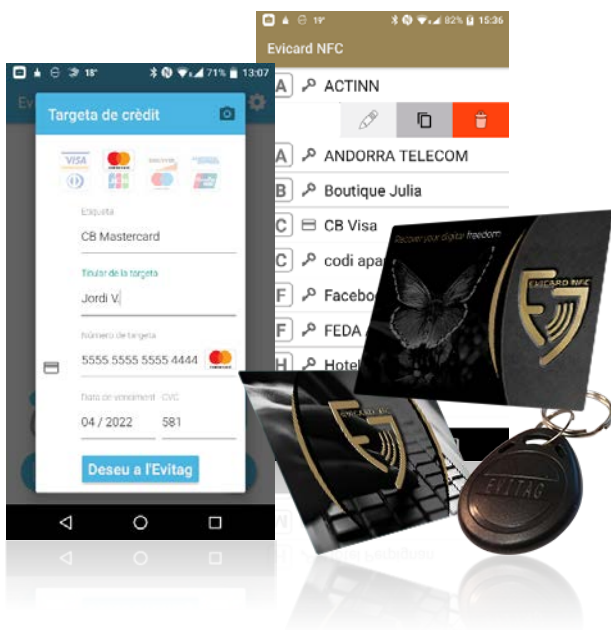 19°
82%
15:36
Evicard NFC
A
ACTINN
A
ANDORRA TELECOM
B
Boutique Julia
C
CB Visa
C
codi apa
F
Facebo
F
FEDA
H
Hotel
18°
71%
13:07
Targeta de crèdit
VISA
Etiqueta
CB Mastercard
Titular de la targeta
Jordi V.
Número de targeta
5555 5555 5555 4444
Data de venciment
CVC
04 / 2022
581
Deseu a l'Evitag
Recover your digital freedom
EVICARD NFC
EVICARD NFC
EVITAG